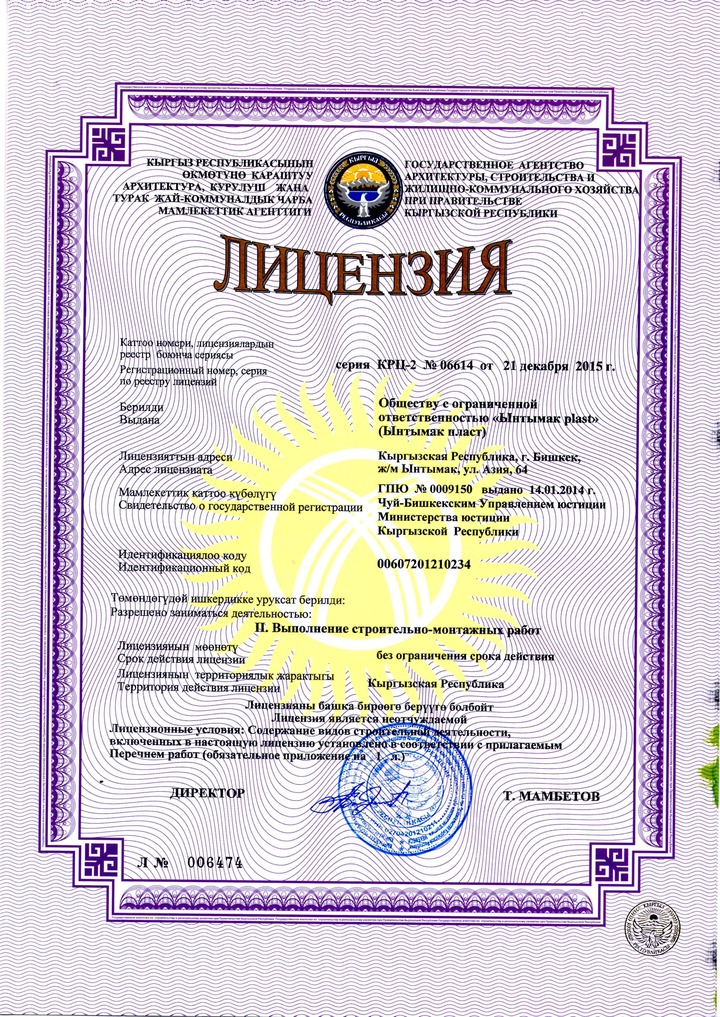 КЫРГЫЗ РЕСПУБЛИКАСЫНЫН
ӨКМӨТҮНӨ КАРАШТУУ
АРХИТЕКТУРА, КУРУЛУШ ЖАНА
ТУРАК ЖАЙ-КОММУНАЛДЫК ЧАРБА
МАМЛЕКЕТТИК АГЕНТТИГИ
КЫРГЫЗ
РЕСПУБЛИКАСЫ
ГОСУДАРСТВЕННОЕ АГЕНТСТВО
АРХИТЕКТУРЫ, СТРОИТЕЛЬСТВА И
ЖИЛИЩНО-КОММУНАЛЬНОГО ХОЗЯЙСТВА
ПРИ ПРАВИТЕЛЬСТВЕ
КЫРГЫЗСКОЙ РЕСПУБЛИКИ
ЛИЦЕНЗИЯ
Каттоо номери, лицензиялардын
реестр боюнча сериясы
Регистрационный номер, серия
по реестру лицензий
серия КРЦ-2 № 06614 от 21 декабря 2015 г.
Берилди
Выдана
Обществу с ограниченной
ответственностью «Ынтымак plast»
(Ынтымак пласт)
Лицензияттын адреси
Адрес лицензиата
Кыргызская Республика, г. Бишкек,
ж/м Ынтымак, ул. Азия, 64
Мамлекеттик каттоо күбөлүгү
Свидетельство о государственной регистрации
ГПЮ № 0009150 выдано 14.01.2014 г.
Чуй-Бишкекским Управлением юстиции
Министерства юстиции
Кыргызской Республики
Идентификациялоо коду
Идентификационный код
00607201210234
Төмөндөгүдөй ишкердикке уруксат берилди:
Разрешено заниматься деятельностью:
II. Выполнение строительно-монтажных работ
Лицензиянын мөөнөтү
Срок действия лицензии
без ограничения срока действия
Лицензиянын территориялык жарактыгы
Территория действия лицензии
Кыргызская Республика
Лицензияны башка бирөөгө берүүгө болбойт
Лицензия является неотчуждаемой
Лицензионные условия: Содержание видов строительной деятельности,
включенных в настоящую лицензию установлено в соответствии с прилагаемым
Перечнем работ (обязательное приложение на 1 л.)
ДИРЕКТОР
Т. МАМБЕТОВ
Л № 006474